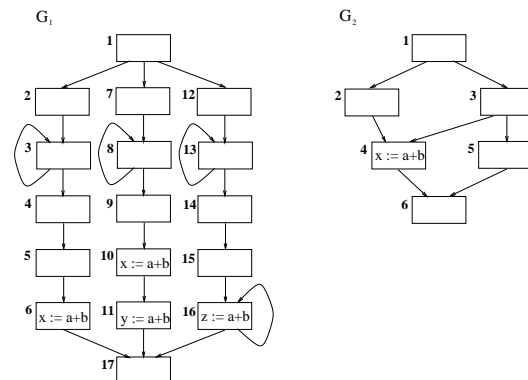 G₁
1
2
7
12
3
8
13
4
9
14
5
10 x := a+b
15
6 x := a+b
11 y := a+b
16 z := a+b
17
G₂
1
2
3
4 x := a+b
5
6